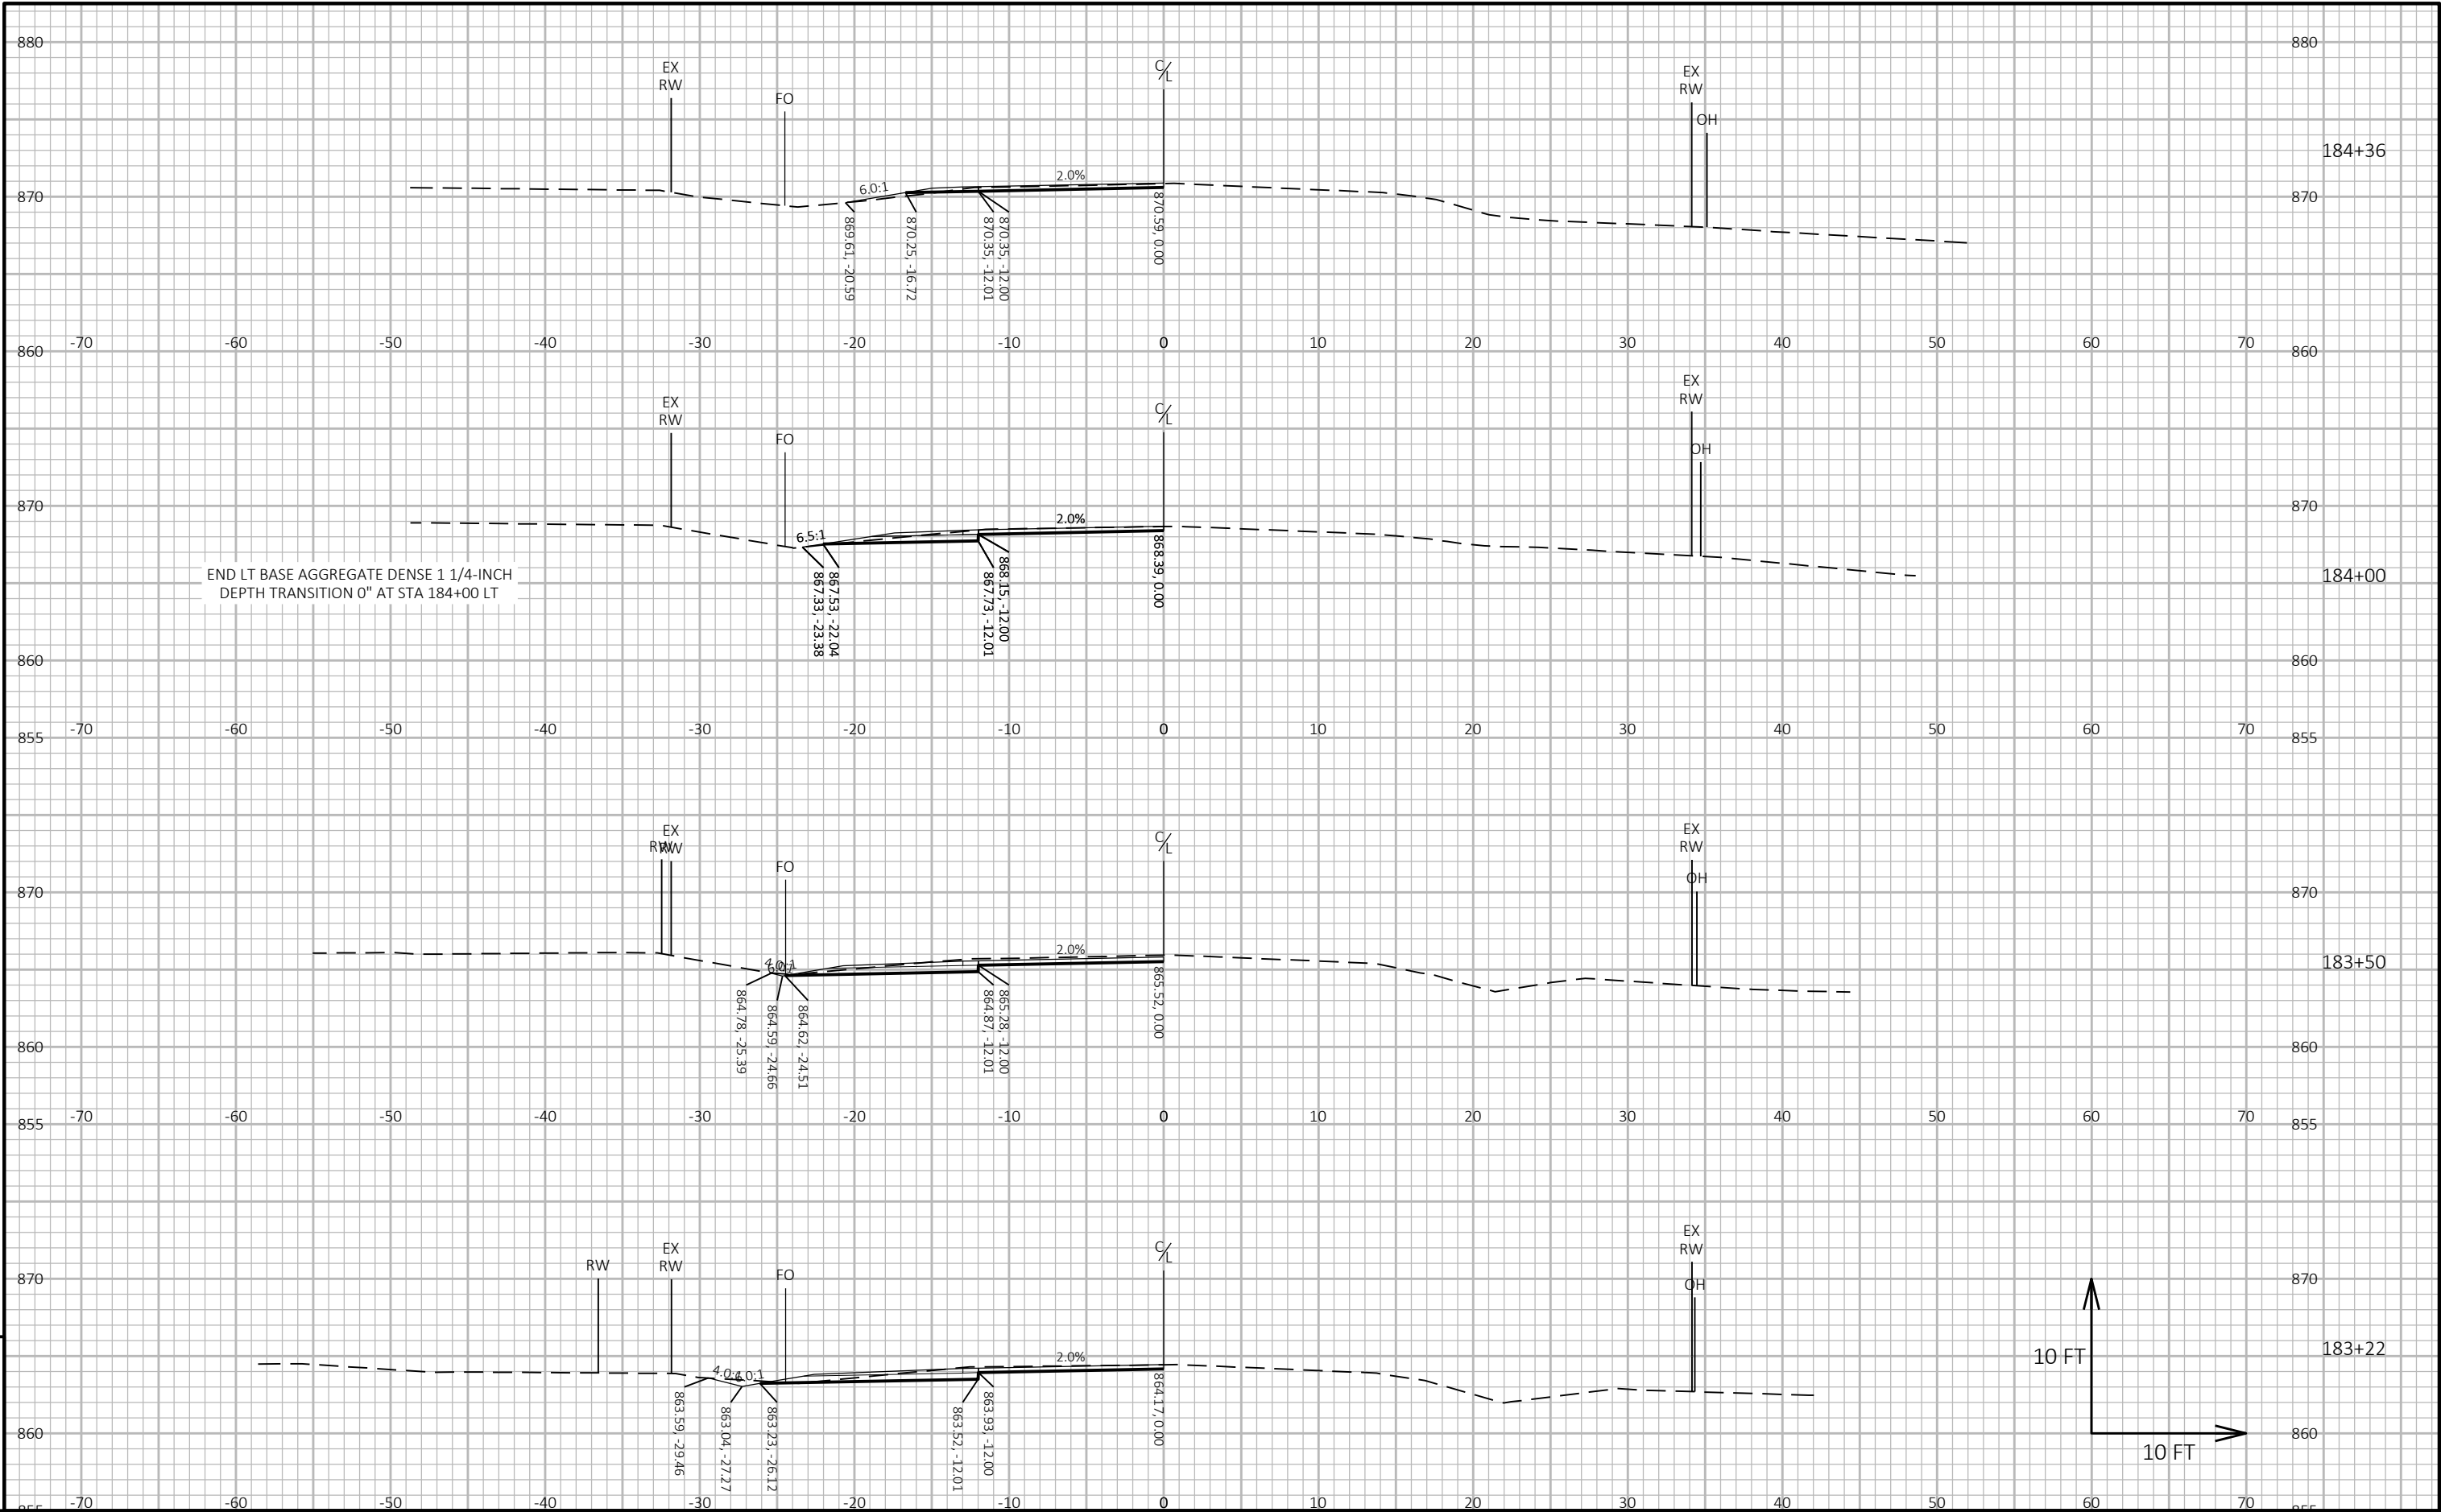 880 880
EX
RW
FO
C/L
EX
RW
OH
184+36
6.0:1
2.0%
870 870
869.61, -20.59
870.25, -16.72
870.35, -12.01
870.35, -12.00
870.59, 0.00
860 -70 -60 -50 -40 -30 -20 -10 0 10 20 30 40 50 60 70 860
EX
RW
FO
C/L
EX
RW
OH
870 870
6.5:1
2.0%
END LT BASE AGGREGATE DENSE 1 1/4-INCH
DEPTH TRANSITION 0" AT STA 184+00 LT
184+00
867.33, -23.38
867.53, -22.04
867.73, -12.01
868.15, -12.00
868.39, 0.00
860 860
855 -70 -60 -50 -40 -30 -20 -10 0 10 20 30 40 50 60 70 855
RW
EX
RW
FO
C/L
EX
RW
OH
870 870
2.0%
183+50
864.78, -25.39
864.59, -24.66
864.62, -24.51
864.87, -12.01
865.28, -12.00
865.52, 0.00
860 860
855 -70 -60 -50 -40 -30 -20 -10 0 10 20 30 40 50 60 70 855
RW
EX
RW
FO
C/L
EX
RW
OH
870 870
2.0%
183+22
10 FT
10 FT
863.59, -29.46
863.04, -27.27
863.23, -26.12
863.52, -12.01
863.93, -12.00
864.17, 0.00
860 860
-70 -60 -50 -40 -30 -20 -10 0 10 20 30 40 50 60 70